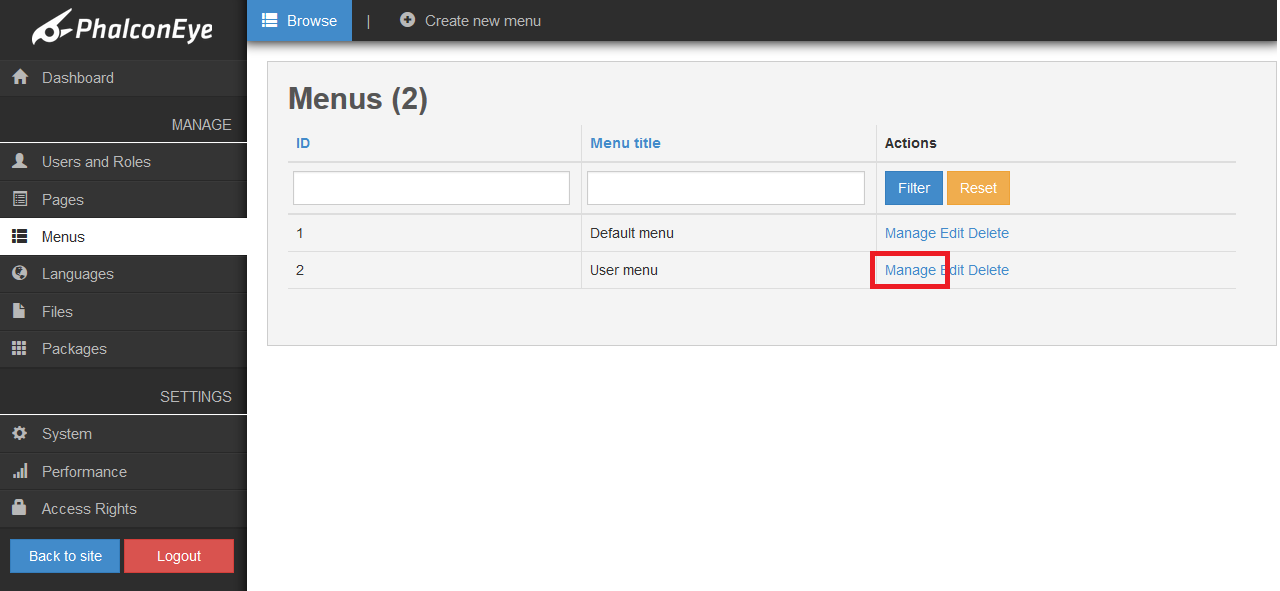 PhalconEye
Browse | Create new menu
Dashboard
MANAGE
Users and Roles
Pages
Menus
Languages
Files
Packages
SETTINGS
System
Performance
Access Rights
Back to site Logout
Menus (2)
ID Menu title Actions
Filter Reset
1 Default menu Manage Edit Delete
2 User menu Manage Edit Delete